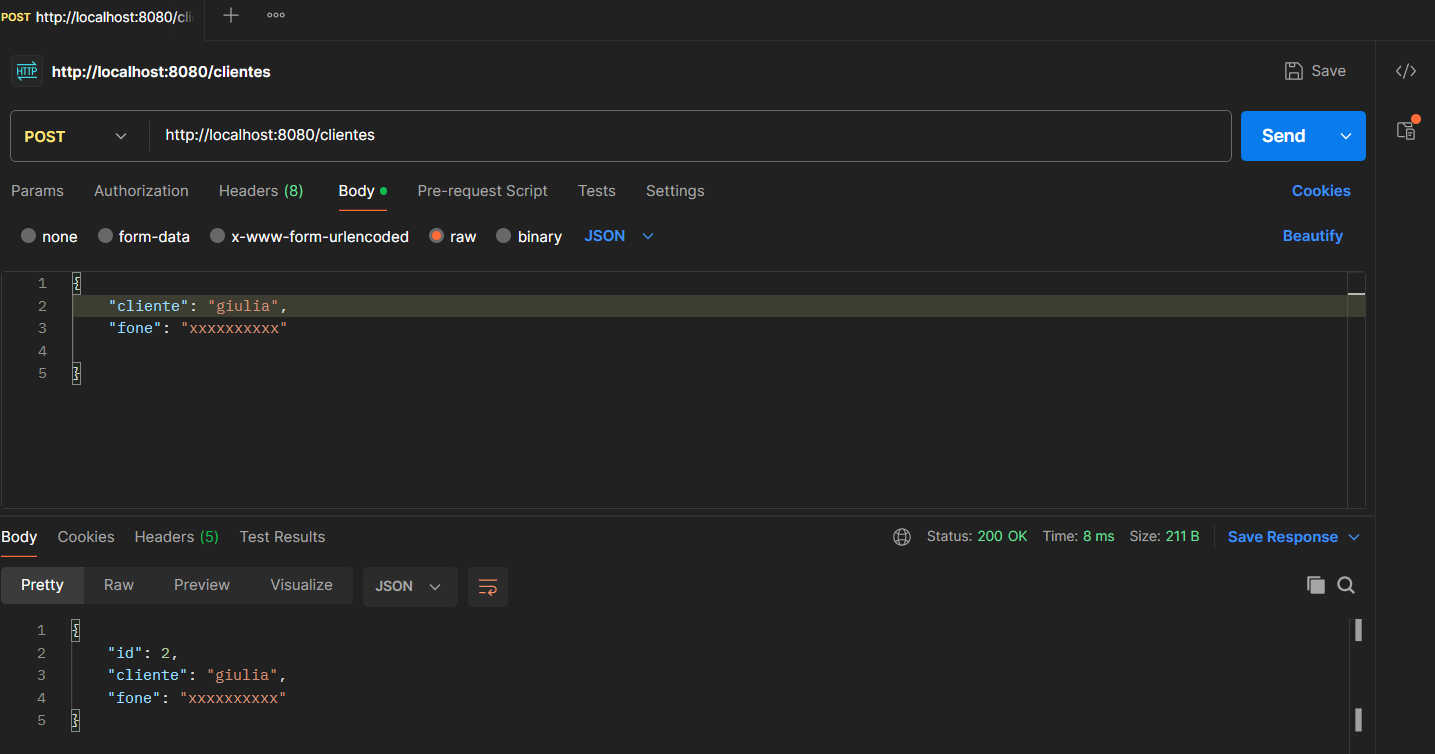 POST http://localhost:8080/cli
HTTP http://localhost:8080/clientes
Save
POST
http://localhost:8080/clientes
Send
Params Authorization Headers (8) Body Pre-request Script Tests Settings
Cookies
none form-data x-www-form-urlencoded raw binary JSON
Beautify
1 {
2 "cliente": "giulia",
3 "fone": "xxxxxxxxxx"
4
5 }
Body Cookies Headers (5) Test Results
Status: 200 OK Time: 8 ms Size: 211 B
Save Response
Pretty Raw Preview Visualize JSON
1 {
2 "id": 2,
3 "cliente": "giulia",
4 "fone": "xxxxxxxxxx"
5 }